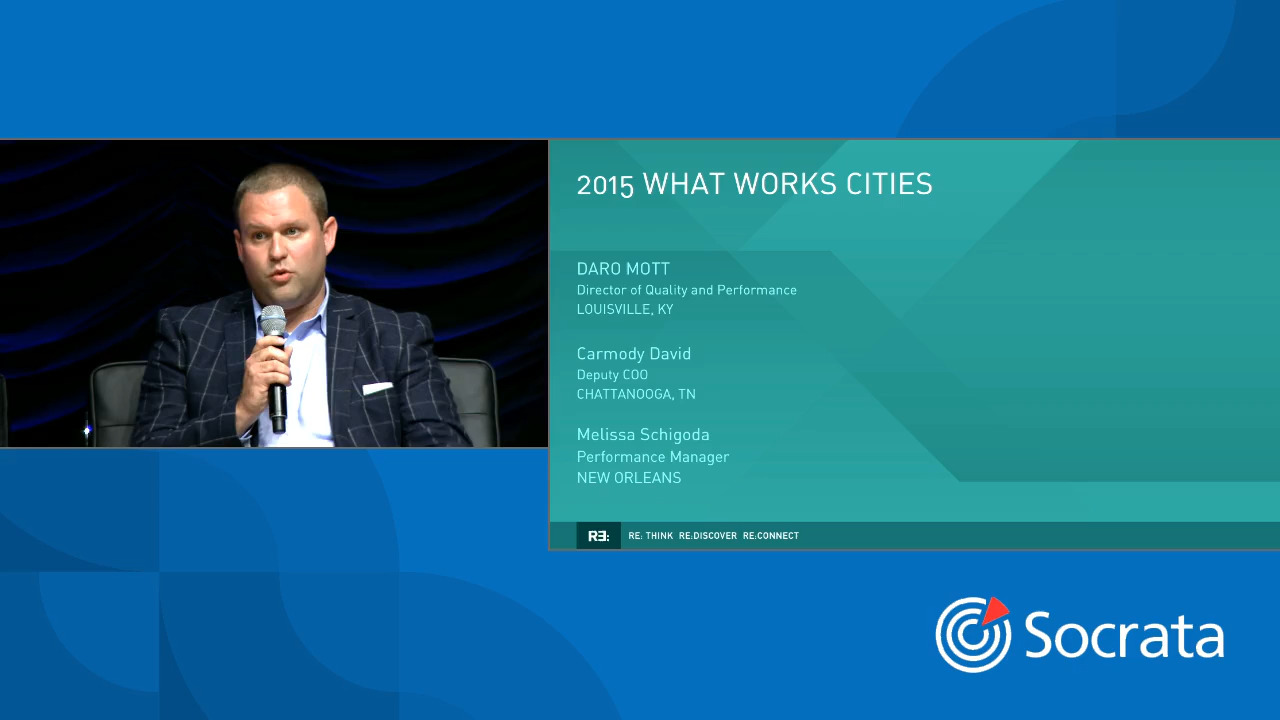 2015 WHAT WORKS CITIES
DARO MOTT
Director of Quality and Performance
LOUISVILLE, KY
Carmody David
Deputy COO
CHATTANOOGA, TN
Melissa Schigoda
Performance Manager
NEW ORLEANS
RE: RE: THINK RE:DISCOVER RE:CONNECT
Socrata